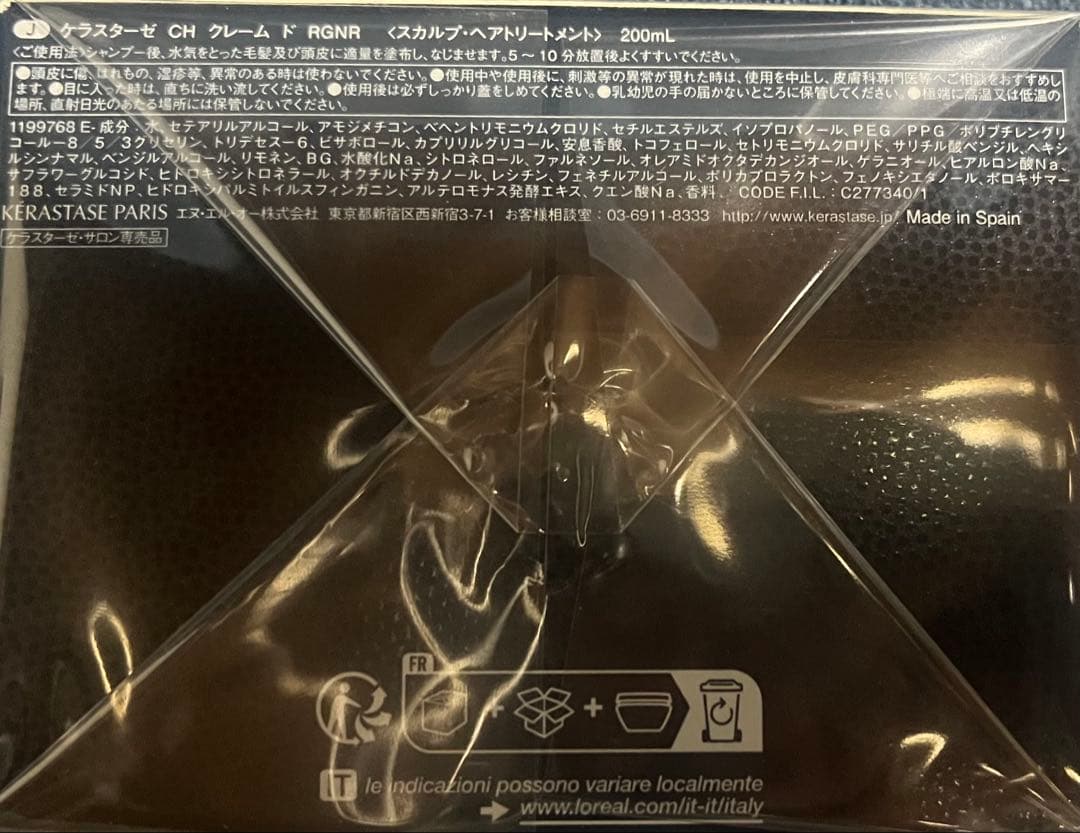 J ケラスターゼ CH クレーム ド RGNR 〈スカルプ・ヘアトリートメント〉 200mL
〈ご使用法〉シャンプー後、水気をとった毛髪及び頭皮に適量を塗布し、なじませます。5～10分放置後よくすすいでください。
●頭皮に傷、はれもの、湿疹等、異常のある時は使わないでください。●使用中や使用後に、刺激等の異常が現れた時は、使用を中止し、皮膚科専門医等へご相談をおすすめし
ます。●目に入った時は、直ちに洗い流してください。●使用後は必ずしっかり蓋をしめてください。●乳幼児の手の届かないところに保管してください。●極端に高温又は低温の
場所、直射日光のあたる場所には保管しないでください。
1199768 E- 成分：水、セテアリルアルコール、アモジメチコン、ベヘントリモニウムクロリド、セチルエステルズ、イソプロパノール、PEG／PPG／ポリブチレングリ
コール－8／5／3グリセリン、トリデセス－6、ビサボロール、カプリリルグリコール、安息香酸、トコフェロール、セトリモニウムクロリド、サリチル酸ベンジル、ヘキシ
ルシンナマル、ベンジルアルコール、リモネン、BG、水酸化Na、シトロネロール、ファルネソール、オレアミドオクタデカンジオール、ゲラニオール、ヒアルロン酸Na、
サフラワーグルコシド、ヒドロキシシトロネラール、オクチルドデカノール、レシチン、フェネチルアルコール、ポリカプロラクトン、フェノキシエタノール、ポロキサマー
188、セラミドNP、ヒドロキシパルミトイルスフィンガニン、アルテロモナス発酵エキス、クエン酸Na、香料 CODE F.I.L.：C277340/1
KÉRASTASE PARIS エヌ・エル・オー株式会社 東京都新宿区西新宿3-7-1 お客様相談室：03-6911-8333 http://www.kerastase.jp/ Made in Spain
ケラスターゼ・サロン専売品
FR
+ +
IT le indicazioni possono variare localmente
www.loreal.com/it-it/italy